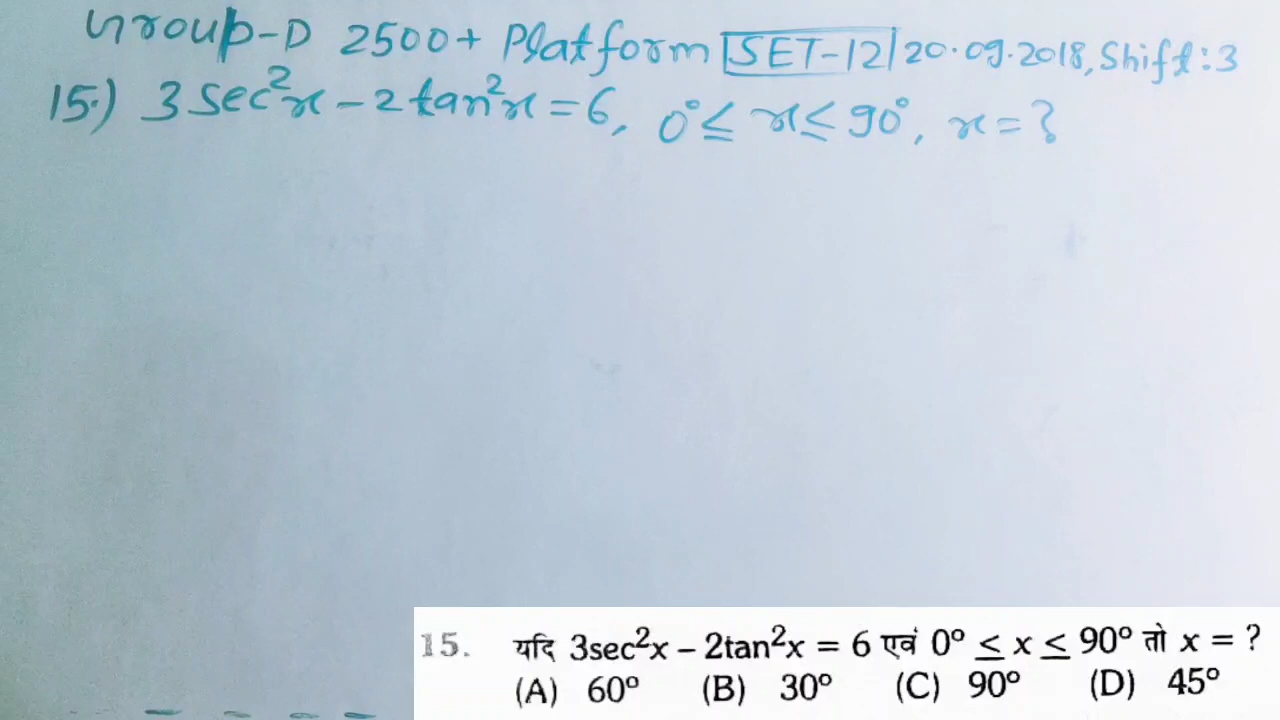 Group-D 2500+ Platform SET-12 20.09.2018, Shift:3
15.) 3sec²x - 2tan²x = 6, 0° ≤ x ≤ 90°, x = ?
15. यदि 3sec²x – 2tan²x = 6 एवं 0° ≤ x ≤ 90° तो x = ?
(A) 60° (B) 30° (C) 90° (D) 45°